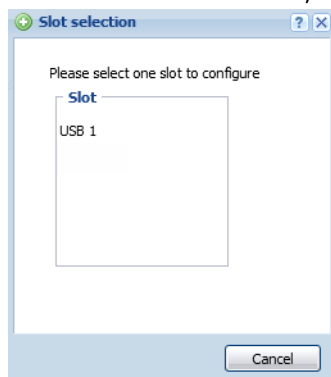 Slot selection
?
X
Please select one slot to configure
Slot
USB 1
Cancel